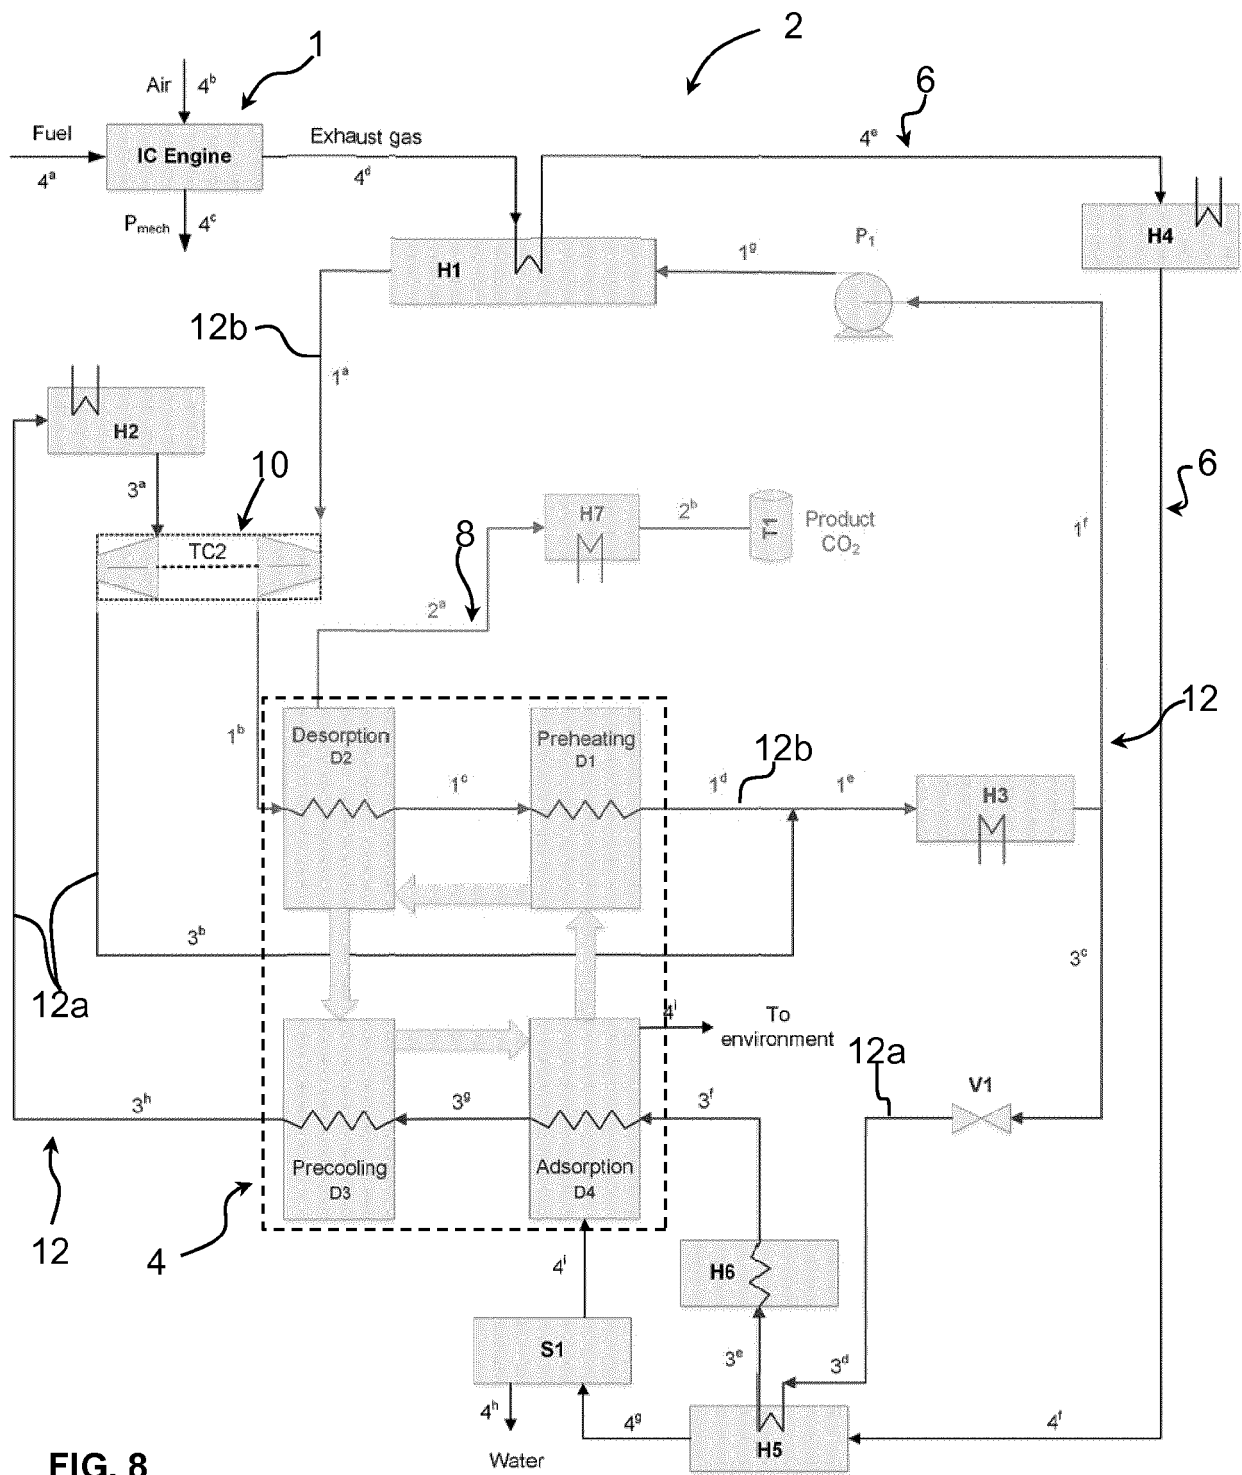 1
2
6
Air
4ᵇ
Fuel
IC Engine
Exhaust gas
4ᵉ
4ᵃ
4ᵈ
Pmech
4ᶜ
H4
H1
1ᵍ
P₁
12b
1ᵃ
H2
3ᵃ
10
6
H7
2ᵇ
T1
Product
CO₂
1ᶠ
TC2
8
2ᵃ
1ᵇ
Desorption
D2
Preheating
D1
12
1ᶜ
1ᵈ
12b
1ᵉ
H3
3ᵇ
3ᶜ
12a
4ⁱ
To
environment
12a
V1
3ʰ
3ᵍ
3ᶠ
Precooling
D3
Adsorption
D4
12
4
4ⁱ
H6
S1
3ᵉ
3ᵈ
4ʰ
4ᵍ
4ᶠ
H5
Water
FIG. 8